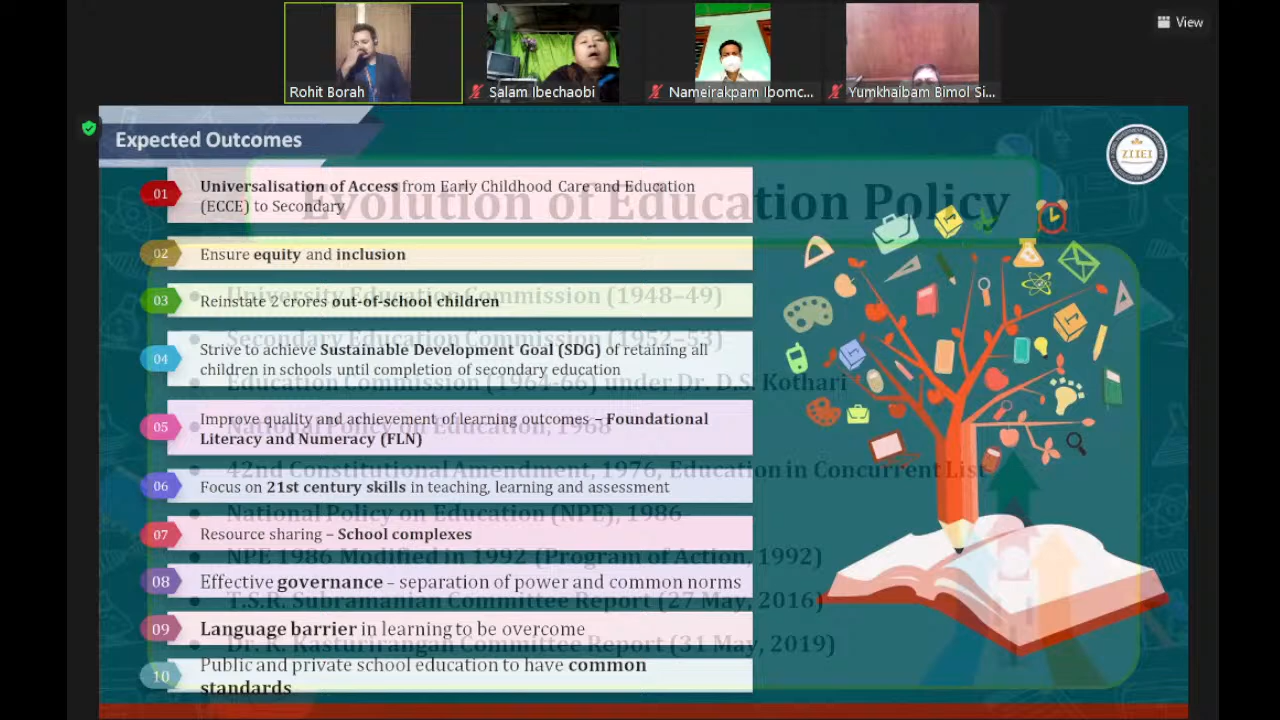 View
Rohit Borah
Salam Ibechaobi
Nameirakpam Ibomc...
Yumkhaibam Bimol Si...
Expected Outcomes
ZIIEI
Evolution of Education Policy
01
Universalisation of Access from Early Childhood Care and Education
(ECCE) to Secondary
02
Ensure equity and inclusion
University Education Commission (1948–49)
03
Reinstate 2 crores out-of-school children
Secondary Education Commission (1952–53)
04
Strive to achieve Sustainable Development Goal (SDG) of retaining all
children in schools until completion of secondary education
Education Commission (1964-66) under Dr. D.S. Kothari
05
Improve quality and achievement of learning outcomes – Foundational
Literacy and Numeracy (FLN)
National Policy on Education, 1968
42nd Constitutional Amendment, 1976, Education in Concurrent List
06
Focus on 21st century skills in teaching, learning and assessment
National Policy on Education (NPE), 1986
07
Resource sharing – School complexes
NPE 1986 Modified in 1992 (Program of Action, 1992)
08
Effective governance – separation of power and common norms
T.S.R. Subramanian Committee Report (27 May, 2016)
09
Language barrier in learning to be overcome
Dr. K. Kasturirangan Committee Report (31 May, 2019)
10
Public and private school education to have common
standards